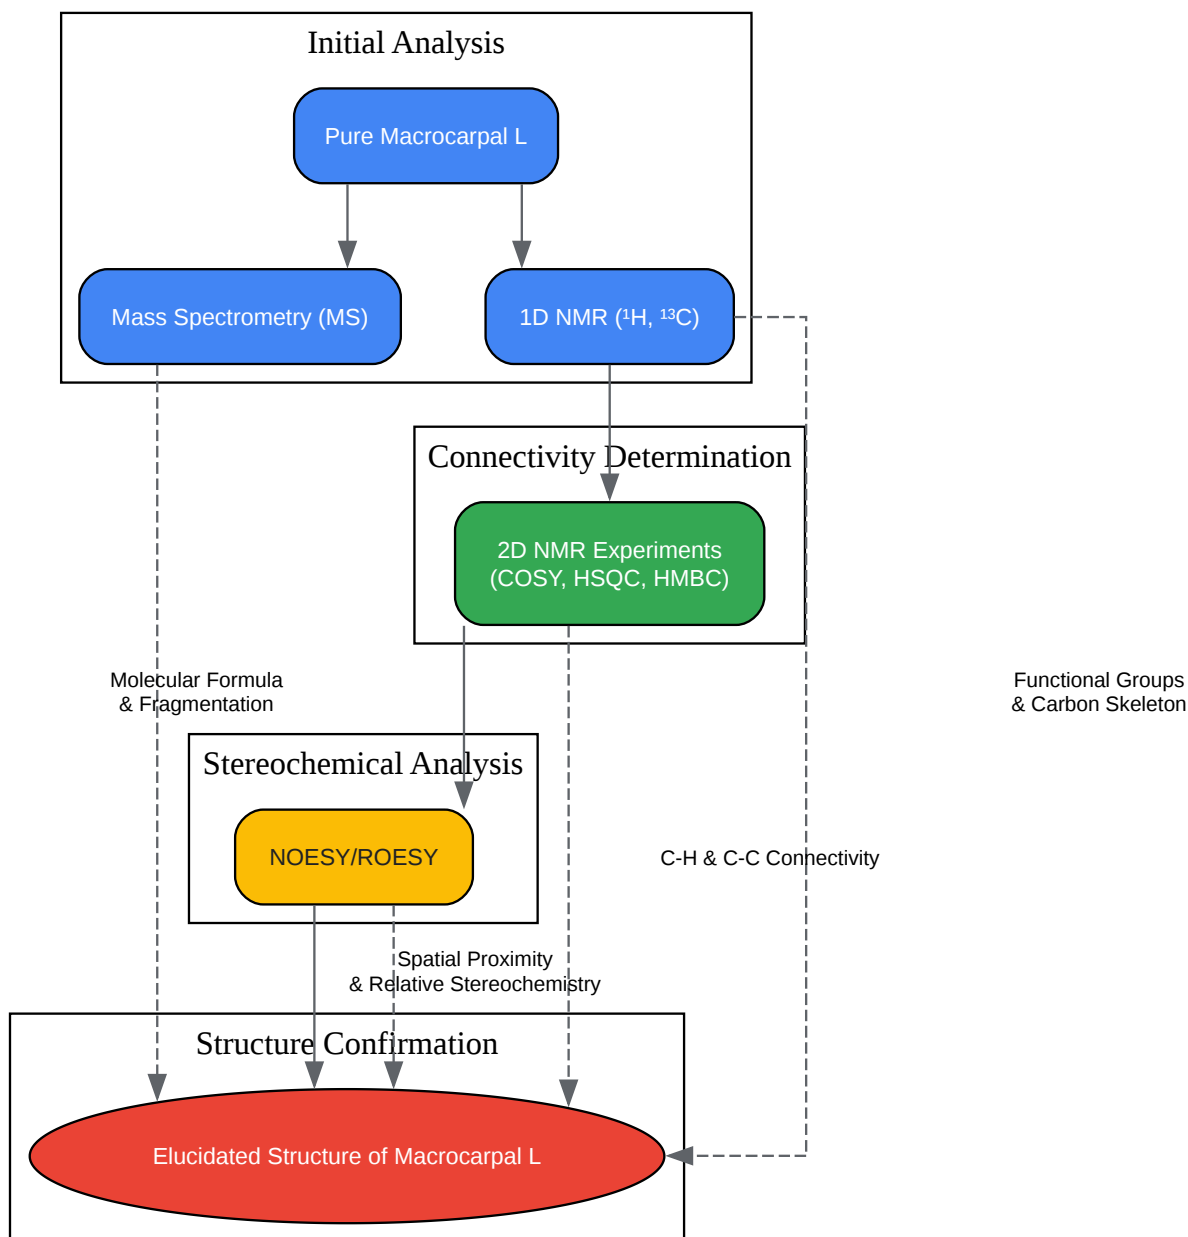 Initial Analysis
Pure Macrocarpal L
Mass Spectrometry (MS)
1D NMR (¹H, ¹³C)
Connectivity Determination
2D NMR Experiments
(COSY, HSQC, HMBC)
Molecular Formula
& Fragmentation
Functional Groups
& Carbon Skeleton
Stereochemical Analysis
NOESY/ROESY
C-H & C-C Connectivity
Spatial Proximity
& Relative Stereochemistry
Structure Confirmation
Elucidated Structure of Macrocarpal L